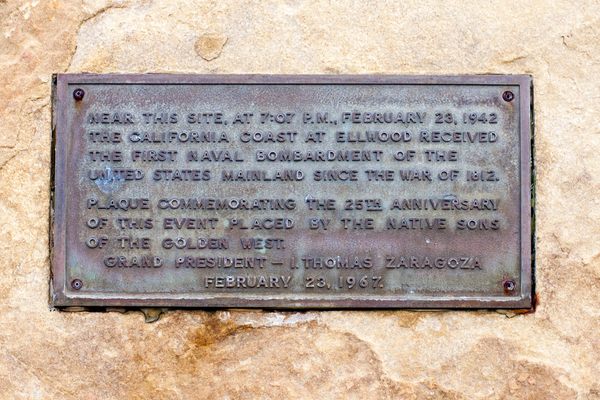 NEAR THIS SITE, AT 7:07 P.M., FEBRUARY 23, 1942
THE CALIFORNIA COAST AT ELLWOOD RECEIVED
THE FIRST NAVAL BOMBARDMENT OF THE
UNITED STATES MAINLAND SINCE THE WAR OF 1812.
PLAQUE COMMEMORATING THE 25TH ANNIVERSARY
OF THIS EVENT PLACED BY THE NATIVE SONS
OF THE GOLDEN WEST.
GRAND PRESIDENT - I. THOMAS ZARAGOZA
FEBRUARY 23, 1967.